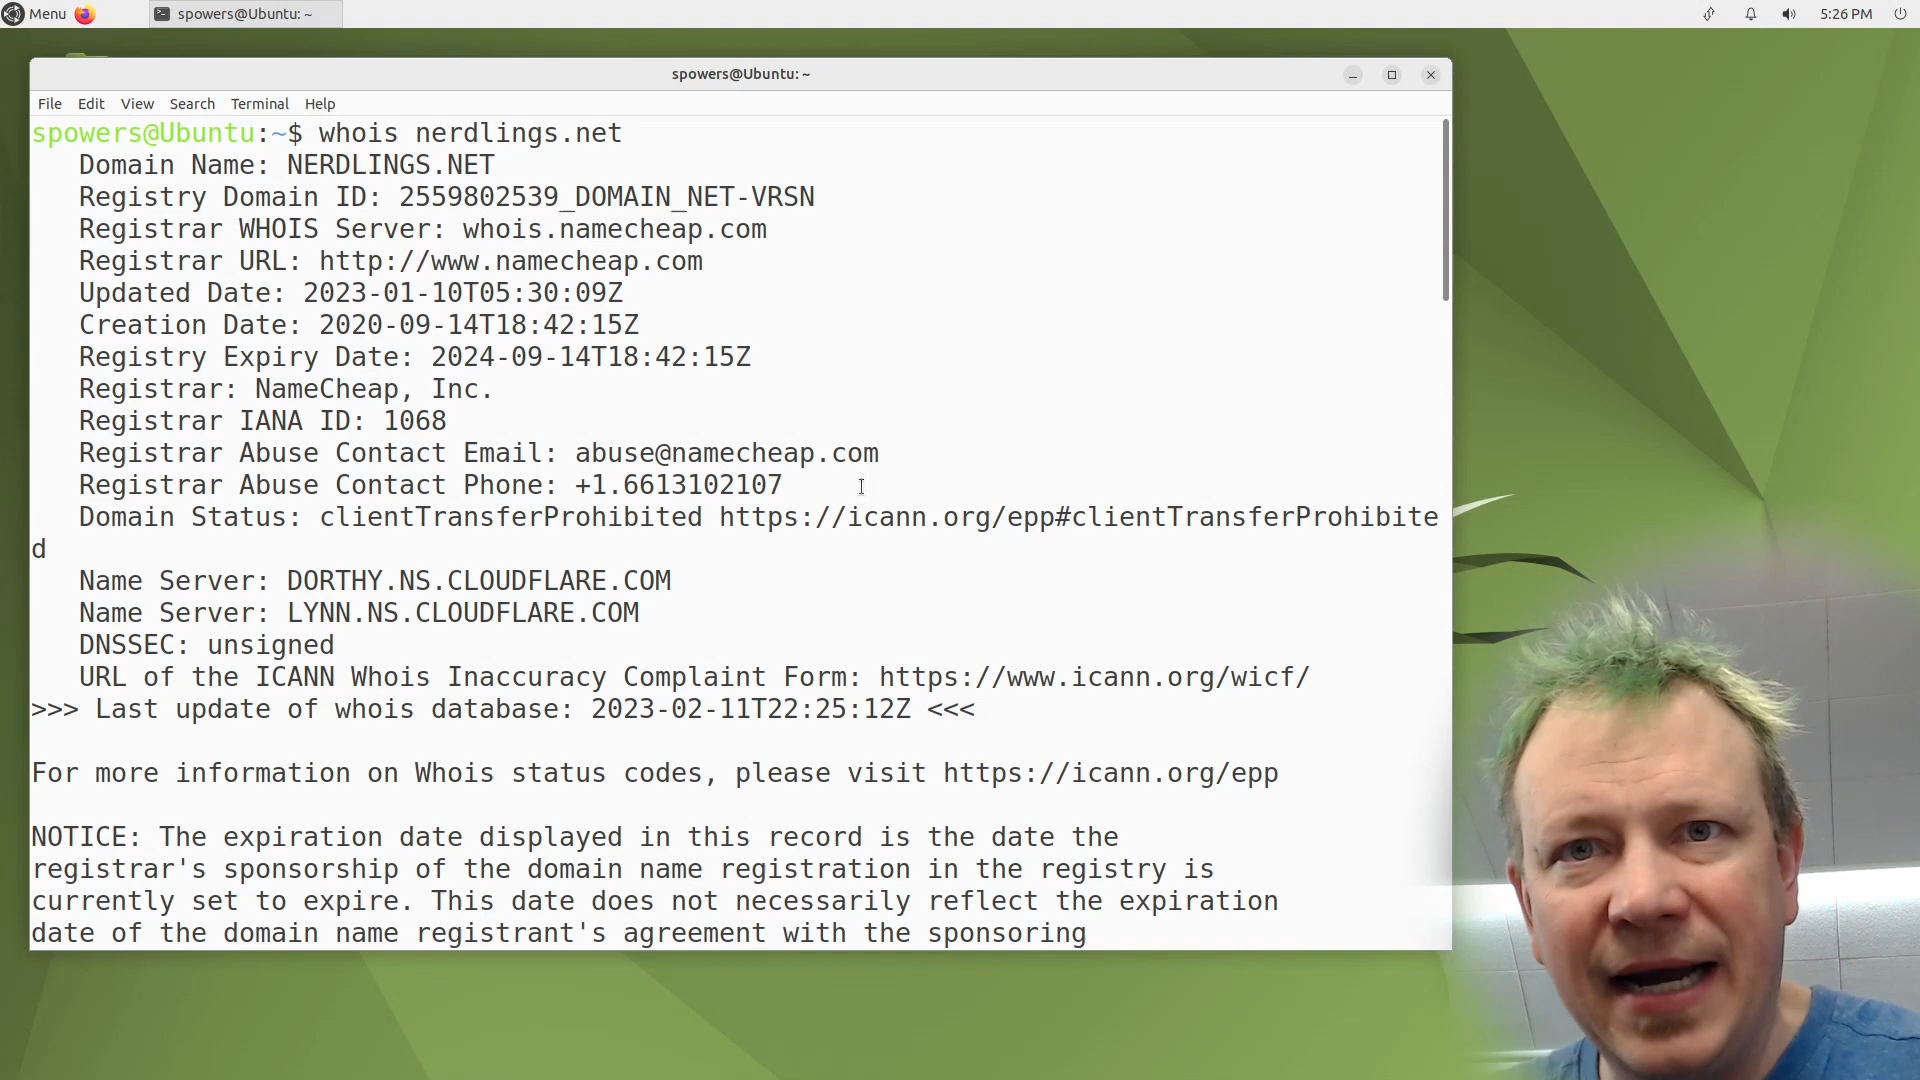 Menu
spowers@Ubuntu: ~
5:26 PM
spowers@Ubuntu: ~
File Edit View Search Terminal Help
spowers@Ubuntu:~$ whois nerdlings.net
Domain Name: NERDLINGS.NET
Registry Domain ID: 2559802539_DOMAIN_NET-VRSN
Registrar WHOIS Server: whois.namecheap.com
Registrar URL: http://www.namecheap.com
Updated Date: 2023-01-10T05:30:09Z
Creation Date: 2020-09-14T18:42:15Z
Registry Expiry Date: 2024-09-14T18:42:15Z
Registrar: NameCheap, Inc.
Registrar IANA ID: 1068
Registrar Abuse Contact Email: abuse@namecheap.com
Registrar Abuse Contact Phone: +1.6613102107
Domain Status: clientTransferProhibited https://icann.org/epp#clientTransferProhibite
d
Name Server: DORTHY.NS.CLOUDFLARE.COM
Name Server: LYNN.NS.CLOUDFLARE.COM
DNSSEC: unsigned
URL of the ICANN Whois Inaccuracy Complaint Form: https://www.icann.org/wicf/
>>> Last update of whois database: 2023-02-11T22:25:12Z <<<
For more information on Whois status codes, please visit https://icann.org/epp
NOTICE: The expiration date displayed in this record is the date the
registrar's sponsorship of the domain name registration in the registry is
currently set to expire. This date does not necessarily reflect the expiration
date of the domain name registrant's agreement with the sponsoring